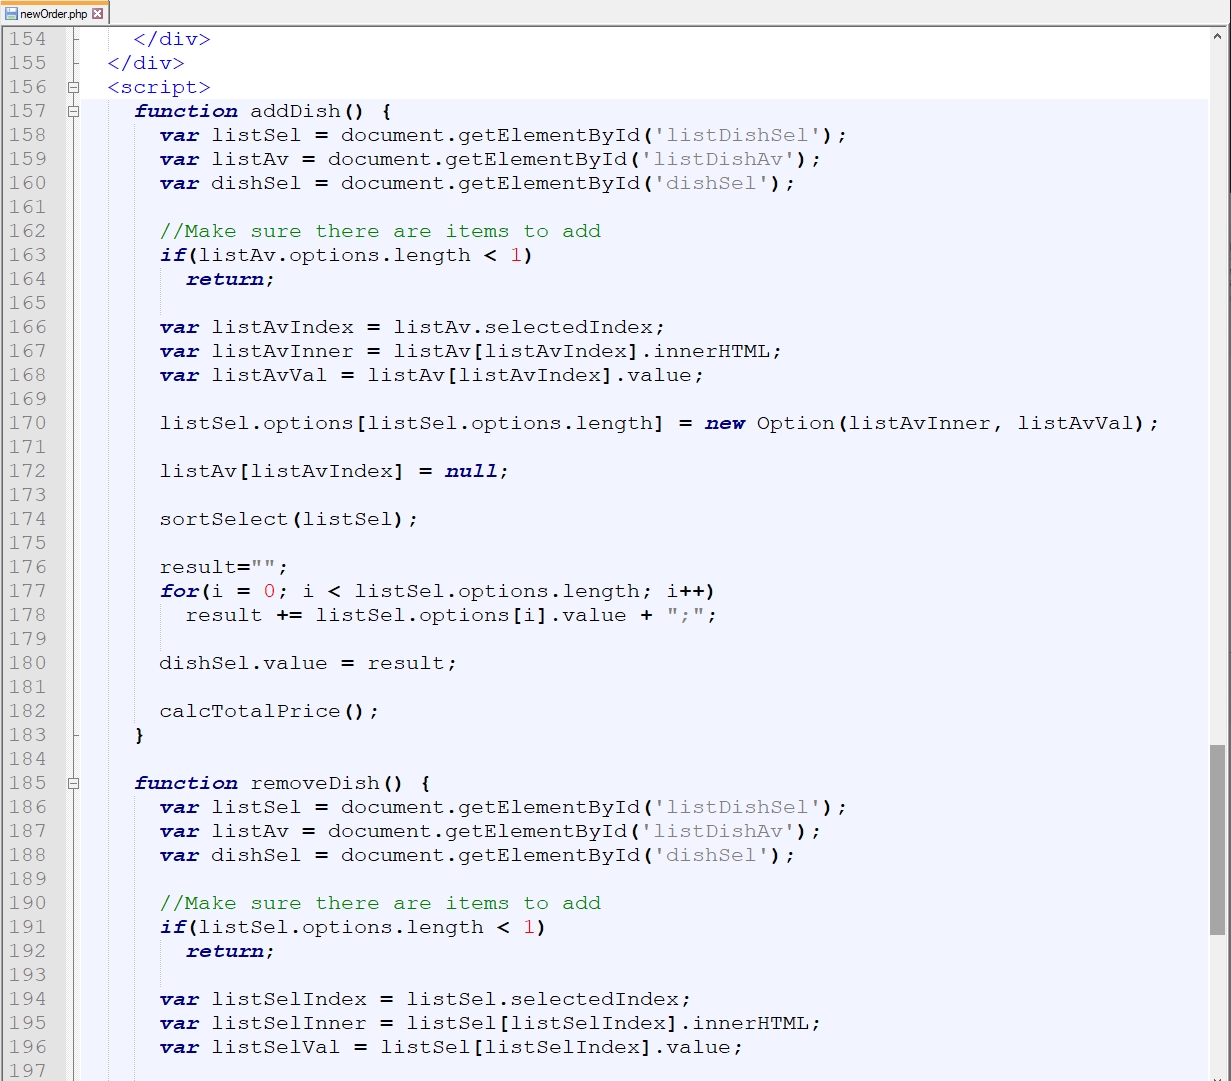 newOrder.php
154 </div>
155 </div>
156 <script>
157 function addDish() {
158 var listSel = document.getElementById('listDishSel');
159 var listAv = document.getElementById('listDishAv');
160 var dishSel = document.getElementById('dishSel');
161
162 //Make sure there are items to add
163 if(listAv.options.length < 1)
164 return;
165
166 var listAvIndex = listAv.selectedIndex;
167 var listAvInner = listAv[listAvIndex].innerHTML;
168 var listAvVal = listAv[listAvIndex].value;
169
170 listSel.options[listSel.options.length] = new Option(listAvInner, listAvVal);
171
172 listAv[listAvIndex] = null;
173
174 sortSelect(listSel);
175
176 result="";
177 for(i = 0; i < listSel.options.length; i++)
178 result += listSel.options[i].value + ";";
179
180 dishSel.value = result;
181
182 calcTotalPrice();
183 }
184
185 function removeDish() {
186 var listSel = document.getElementById('listDishSel');
187 var listAv = document.getElementById('listDishAv');
188 var dishSel = document.getElementById('dishSel');
189
190 //Make sure there are items to add
191 if(listSel.options.length < 1)
192 return;
193
194 var listSelIndex = listSel.selectedIndex;
195 var listSelInner = listSel[listSelIndex].innerHTML;
196 var listSelVal = listSel[listSelIndex].value;
197